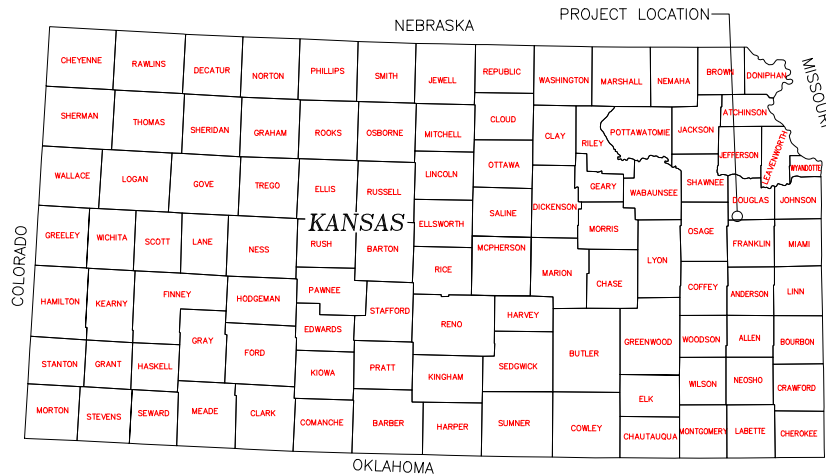 PROJECT LOCATION
NEBRASKA
MISSOURI
CHEYENNE
RAWLINS
DECATUR
NORTON
PHILLIPS
SMITH
JEWELL
REPUBLIC
WASHINGTON
MARSHALL
NEMAHA
BROWN
DONIPHAN
SHERMAN
THOMAS
SHERIDAN
GRAHAM
ROOKS
OSBORNE
MITCHELL
CLOUD
CLAY
RILEY
POTTAWATOMIE
JACKSON
ATCHINSON
JEFFERSON
LEAVENWORTH
WYANDOTTE
WALLACE
LOGAN
GOVE
TREGO
ELLIS
RUSSELL
LINCOLN
OTTAWA
DICKENSON
GEARY
WABAUNSEE
SHAWNEE
DOUGLAS
JOHNSON
KANSAS
GREELEY
WICHITA
SCOTT
LANE
NESS
RUSH
BARTON
ELLSWORTH
SALINE
MCPHERSON
RICE
MARION
MORRIS
CHASE
LYON
OSAGE
FRANKLIN
MIAMI
COLORADO
HAMILTON
KEARNY
FINNEY
HODGEMAN
PAWNEE
EDWARDS
STAFFORD
RENO
HARVEY
BUTLER
GREENWOOD
COFFEY
ANDERSON
LINN
STANTON
GRANT
HASKELL
GRAY
FORD
KIOWA
PRATT
KINGHAM
SEDGWICK
ELK
WOODSON
ALLEN
BOURBON
WILSON
NEOSHO
CRAWFORD
MORTON
STEVENS
SEWARD
MEADE
CLARK
COMANCHE
BARBER
HARPER
SUMNER
COWLEY
CHAUTAUQUA
MONTGOMERY
LABETTE
CHEROKEE
OKLAHOMA